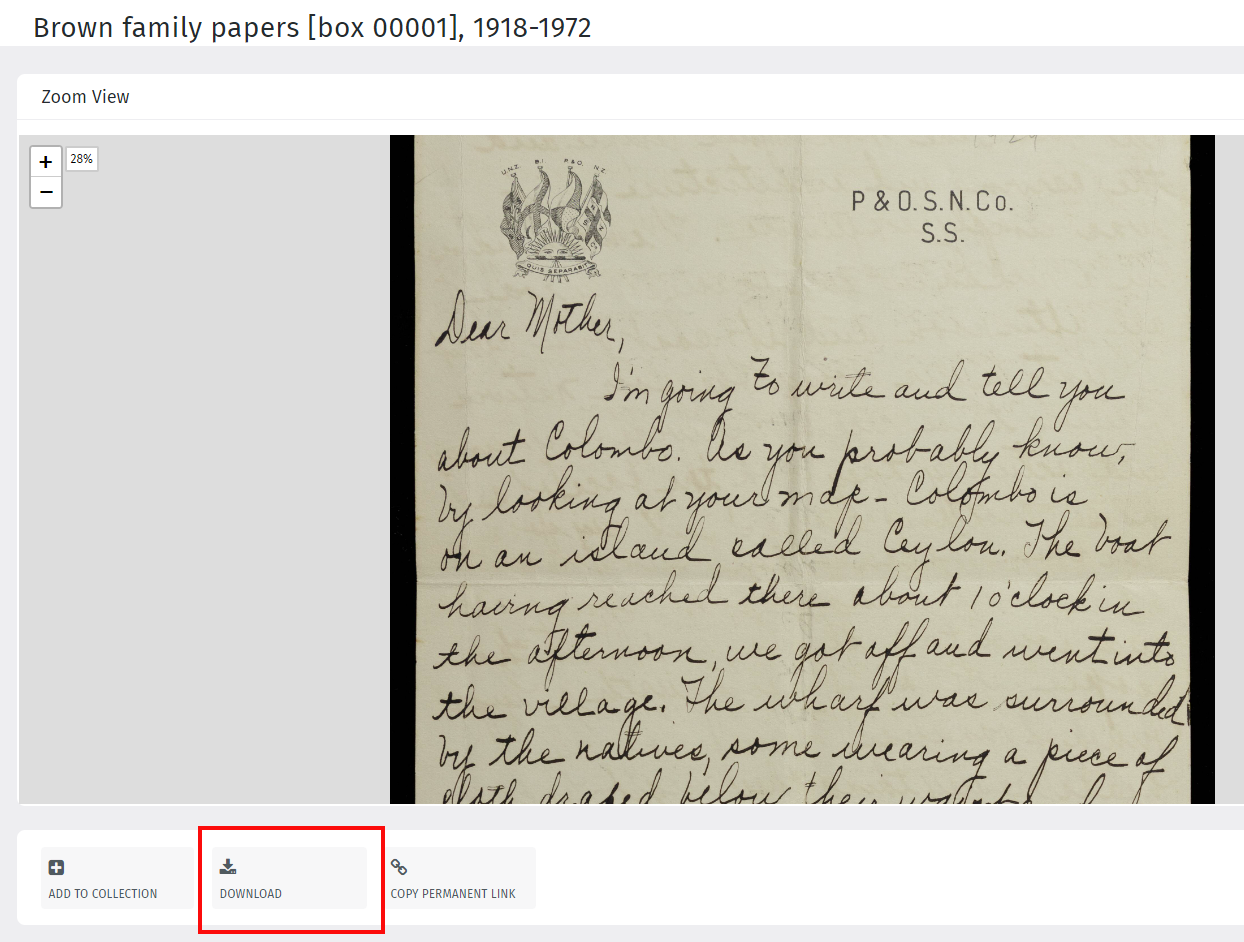 Brown family papers [box 00001], 1918-1972
Zoom View
+
28%
−
U.N.Z. B.I. P.&O. N.Z.
QUIS SEPARABIT
P & O. S. N. Co.
S.S.
Dear Mother,
I'm going to write and tell you
about Colombo. As you probably know,
by looking at your map - Colombo is
on an island called Ceylon. The boat
having reached there about 1 o'clock in
the afternoon, we got off and went into
the village. The wharf was surrounded
by the natives, some wearing a piece of
cloth draped below their
ADD TO COLLECTION
DOWNLOAD
COPY PERMANENT LINK